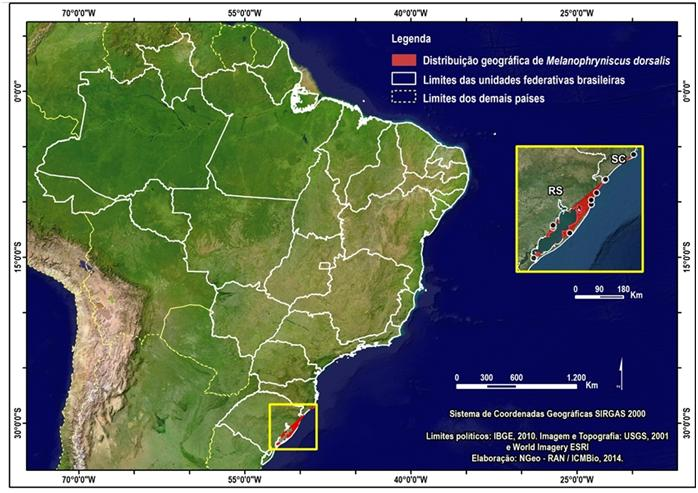 70°0'0"O
55°0'0"O
40°0'0"O
25°0'0"O
Legenda
Distribuição geográfica de Melanophryniscus dorsalis
Limites das unidades federativas brasileiras
Limites dos demais países
0°0'0"
0°0'0"
SC
RS
15°0'0"S
15°0'0"S
0 90 180
Km
0 300 600 1.200
Km
Sistema de Coordenadas Geográficas SIRGAS 2000
30°0'0"S
30°0'0"S
Limites políticos: IBGE, 2010. Imagem e Topografia: USGS, 2001
e World Imagery ESRI
Elaboração: NGeo - RAN / ICMBio, 2014.
70°0'0"O
55°0'0"O
40°0'0"O
25°0'0"O